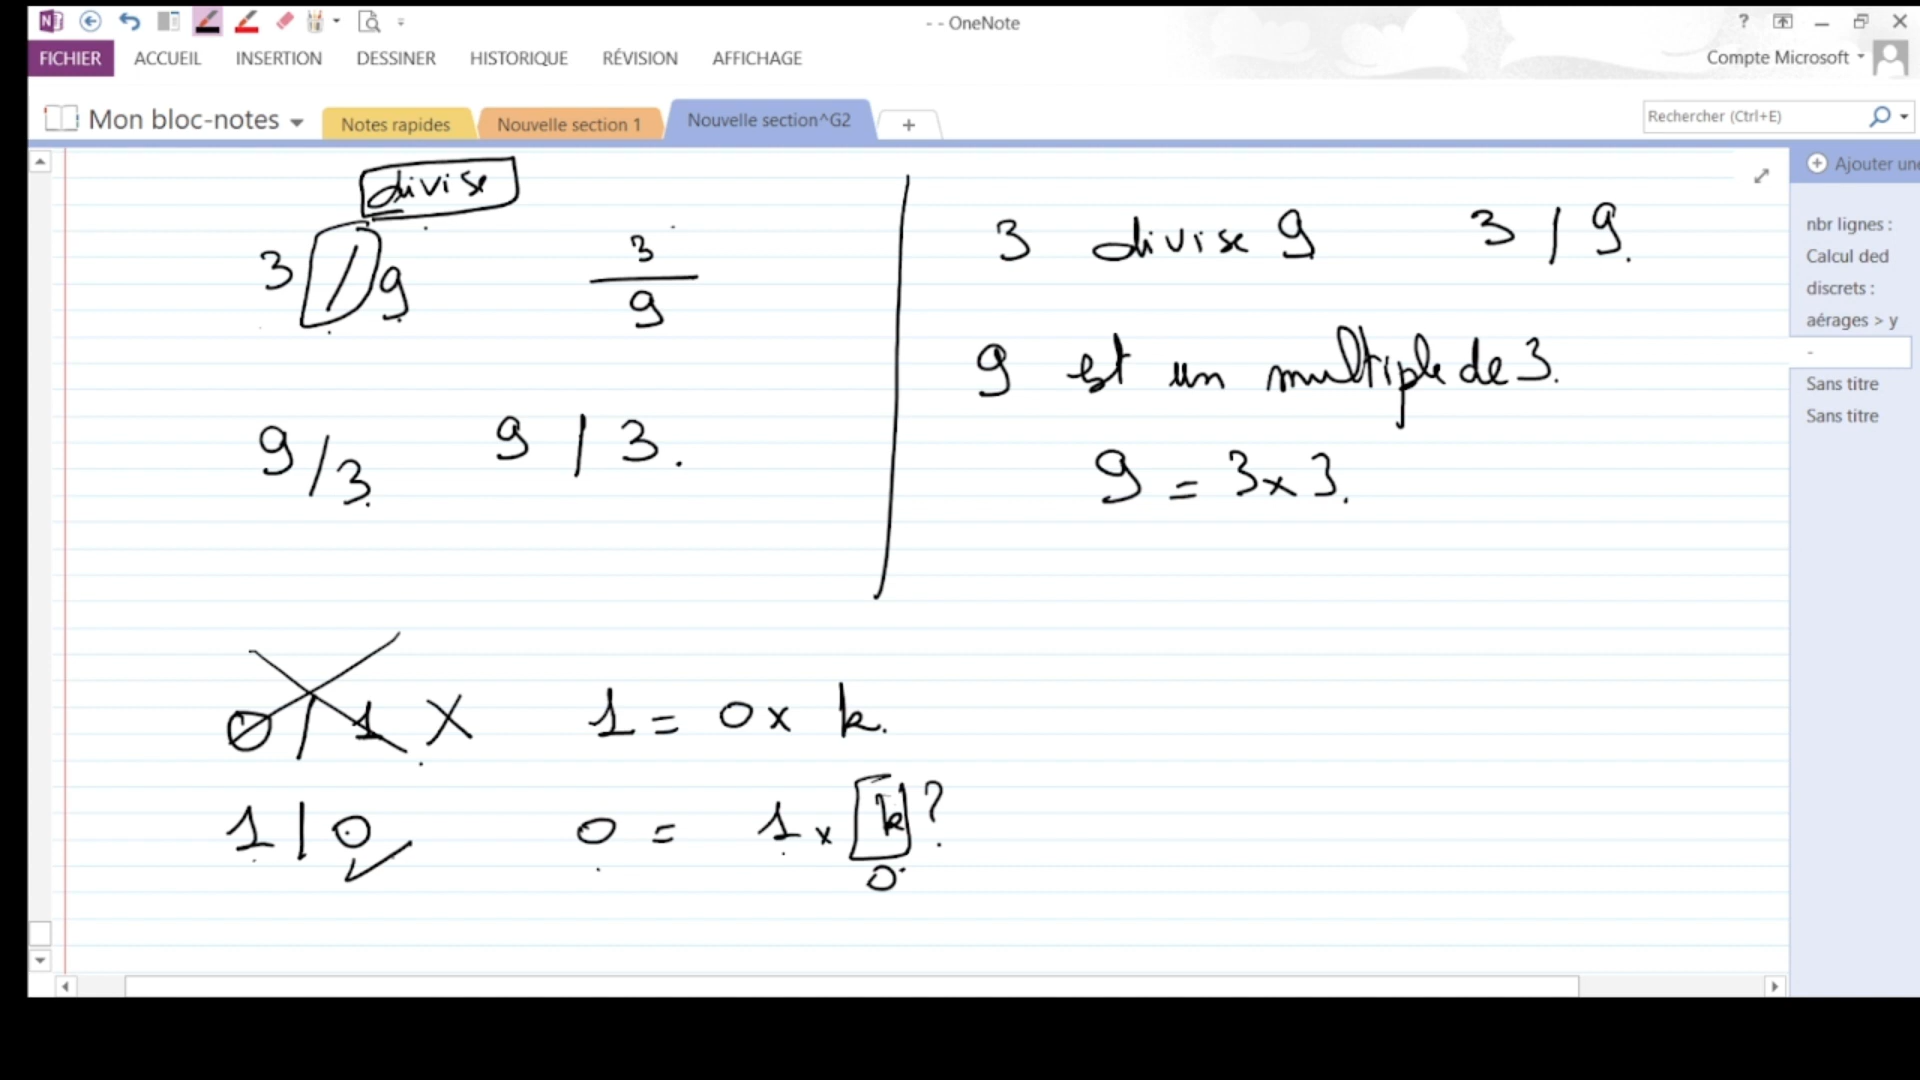 - - OneNote
?
FICHIER ACCUEIL INSERTION DESSINER HISTORIQUE RÉVISION AFFICHAGE
Compte Microsoft
Mon bloc-notes
Notes rapides
Nouvelle section 1
Nouvelle section^G2
+
Rechercher (Ctrl+E)
Ajouter une
nbr lignes :
Calcul ded
discrets :
aérages > y
-
Sans titre
Sans titre
divise
3 / 9
3
9
9/3 9 | 3.
3 divise 9 3 | 9.
9 est un multiple de 3.
9 = 3 x 3.
0 | 1 X 1 = 0 x k.
1 | 0 0 = 1 x k ?
0